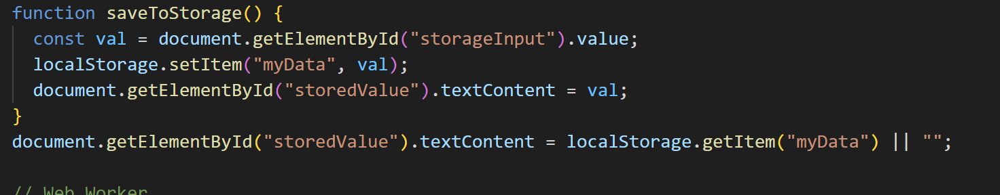 function saveToStorage() {
  const val = document.getElementById("storageInput").value;
  localStorage.setItem("myData", val);
  document.getElementById("storedValue").textContent = val;
}
document.getElementById("storedValue").textContent = localStorage.getItem("myData") || "";
// Web Worker